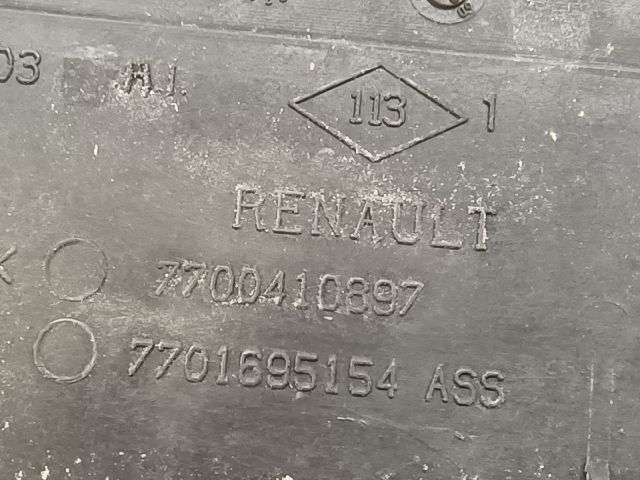 03 M.I. 113 1
RENAULT
7700410897
7701695154 ASS